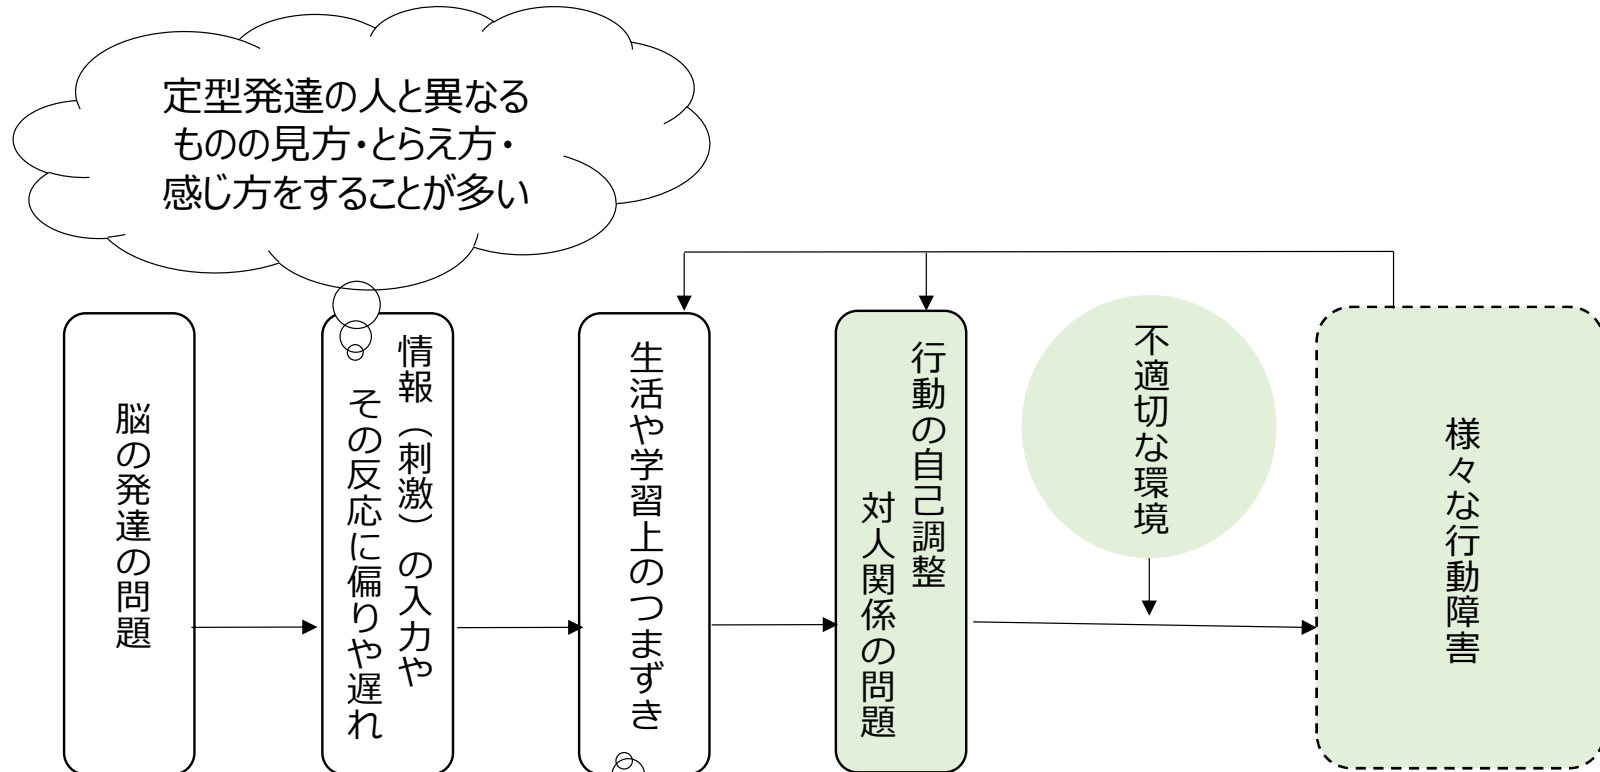 定型発達の人と異なる
ものの見方・とらえ方・
感じ方をすることが多い
脳の発達の問題
情報（刺激）の入力や
その反応に偏りや遅れ
生活や学習上のつまずき
行動の自己調整
対人関係の問題
不適切な環境
様々な行動障害